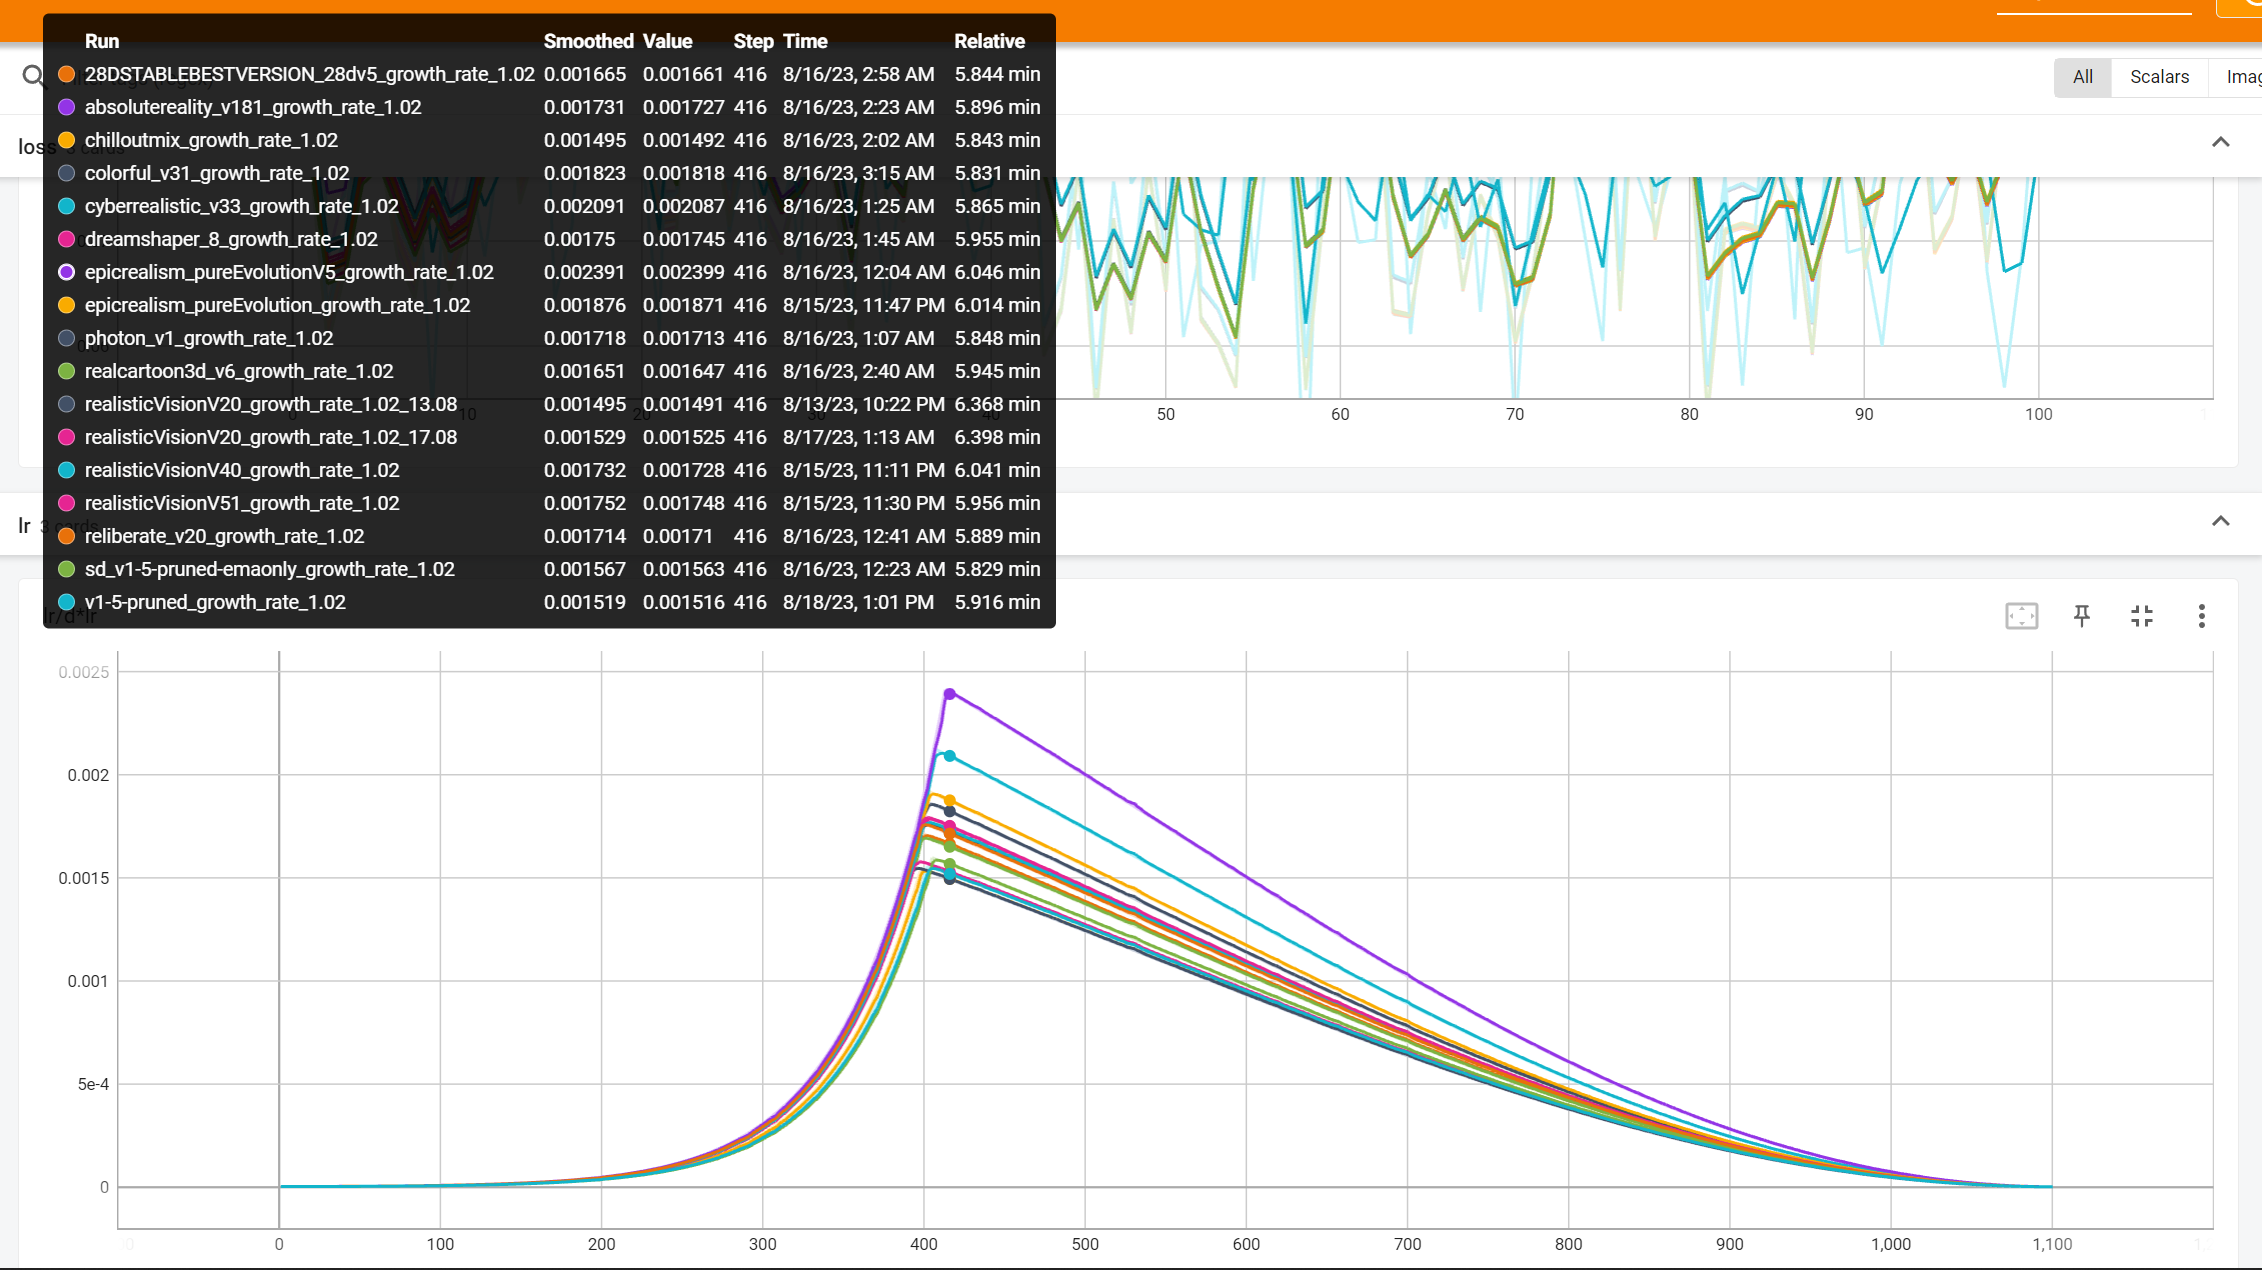 Run Smoothed Value Step Time Relative
28DSTABLEBESTVERSION_28dv5_growth_rate_1.02 0.001665 0.001661 416 8/16/23, 2:58 AM 5.844 min
absolutereality_v181_growth_rate_1.02 0.001731 0.001727 416 8/16/23, 2:23 AM 5.896 min
chilloutmix_growth_rate_1.02 0.001495 0.001492 416 8/16/23, 2:02 AM 5.843 min
colorful_v31_growth_rate_1.02 0.001823 0.001818 416 8/16/23, 3:15 AM 5.831 min
cyberrealistic_v33_growth_rate_1.02 0.002091 0.002087 416 8/16/23, 1:25 AM 5.865 min
dreamshaper_8_growth_rate_1.02 0.00175 0.001745 416 8/16/23, 1:45 AM 5.955 min
epicrealism_pureEvolutionV5_growth_rate_1.02 0.002391 0.002399 416 8/16/23, 12:04 AM 6.046 min
epicrealism_pureEvolution_growth_rate_1.02 0.001876 0.001871 416 8/15/23, 11:47 PM 6.014 min
photon_v1_growth_rate_1.02 0.001718 0.001713 416 8/16/23, 1:07 AM 5.848 min
realcartoon3d_v6_growth_rate_1.02 0.001651 0.001647 416 8/16/23, 2:40 AM 5.945 min
realisticVisionV20_growth_rate_1.02_13.08 0.001495 0.001491 416 8/13/23, 10:22 PM 6.368 min
realisticVisionV20_growth_rate_1.02_17.08 0.001529 0.001525 416 8/17/23, 1:13 AM 6.398 min
realisticVisionV40_growth_rate_1.02 0.001732 0.001728 416 8/15/23, 11:11 PM 6.041 min
realisticVisionV51_growth_rate_1.02 0.001752 0.001748 416 8/15/23, 11:30 PM 5.956 min
reliberate_v20_growth_rate_1.02 0.001714 0.00171 416 8/16/23, 12:41 AM 5.889 min
sd_v1-5-pruned-emaonly_growth_rate_1.02 0.001567 0.001563 416 8/16/23, 12:23 AM 5.829 min
v1-5-pruned_growth_rate_1.02 0.001519 0.001516 416 8/18/23, 1:01 PM 5.916 min
All Scalars Imag
loss 3 cards
0 10 20 30 40 50 60 70 80 90 100
lr 3 cards
lr/d*lr
0.0025
0.002
0.0015
0.001
5e-4
0
0 100 200 300 400 500 600 700 800 900 1,000 1,100